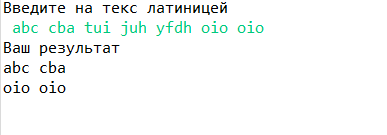 Введите на текс латиницей
abc cba tui juh yfdh oio oio
Ваш результат
abc cba
oio oio